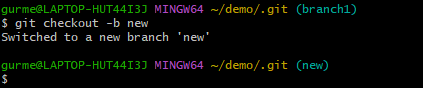 gurme@LAPTOP-HUT44I3J MINGW64 ~/demo/.git (branch1)
$ git checkout -b new
Switched to a new branch 'new'
gurme@LAPTOP-HUT44I3J MINGW64 ~/demo/.git (new)
$